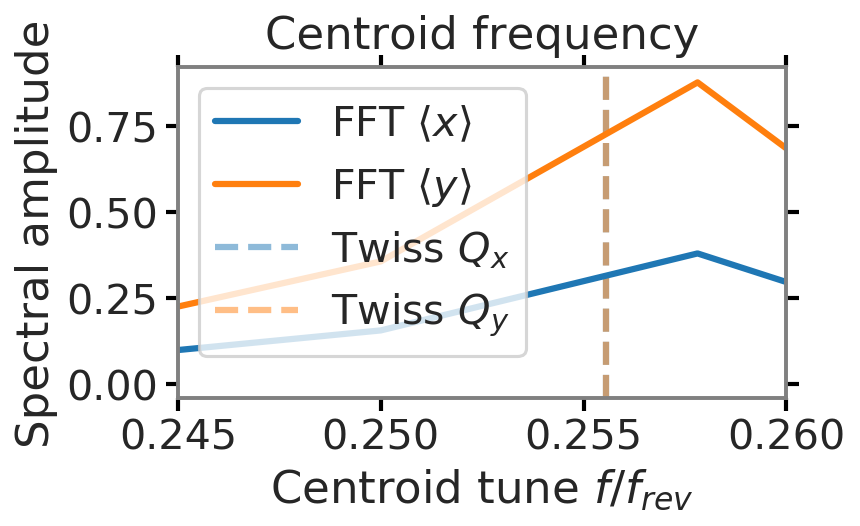 Centroid frequency
Spectral amplitude
0.75
0.50
0.25
0.00
FFT ⟨x⟩
FFT ⟨y⟩
Twiss Qₓ
Twiss Q_y
0.245 0.250 0.255 0.260
Centroid tune f/f_rev